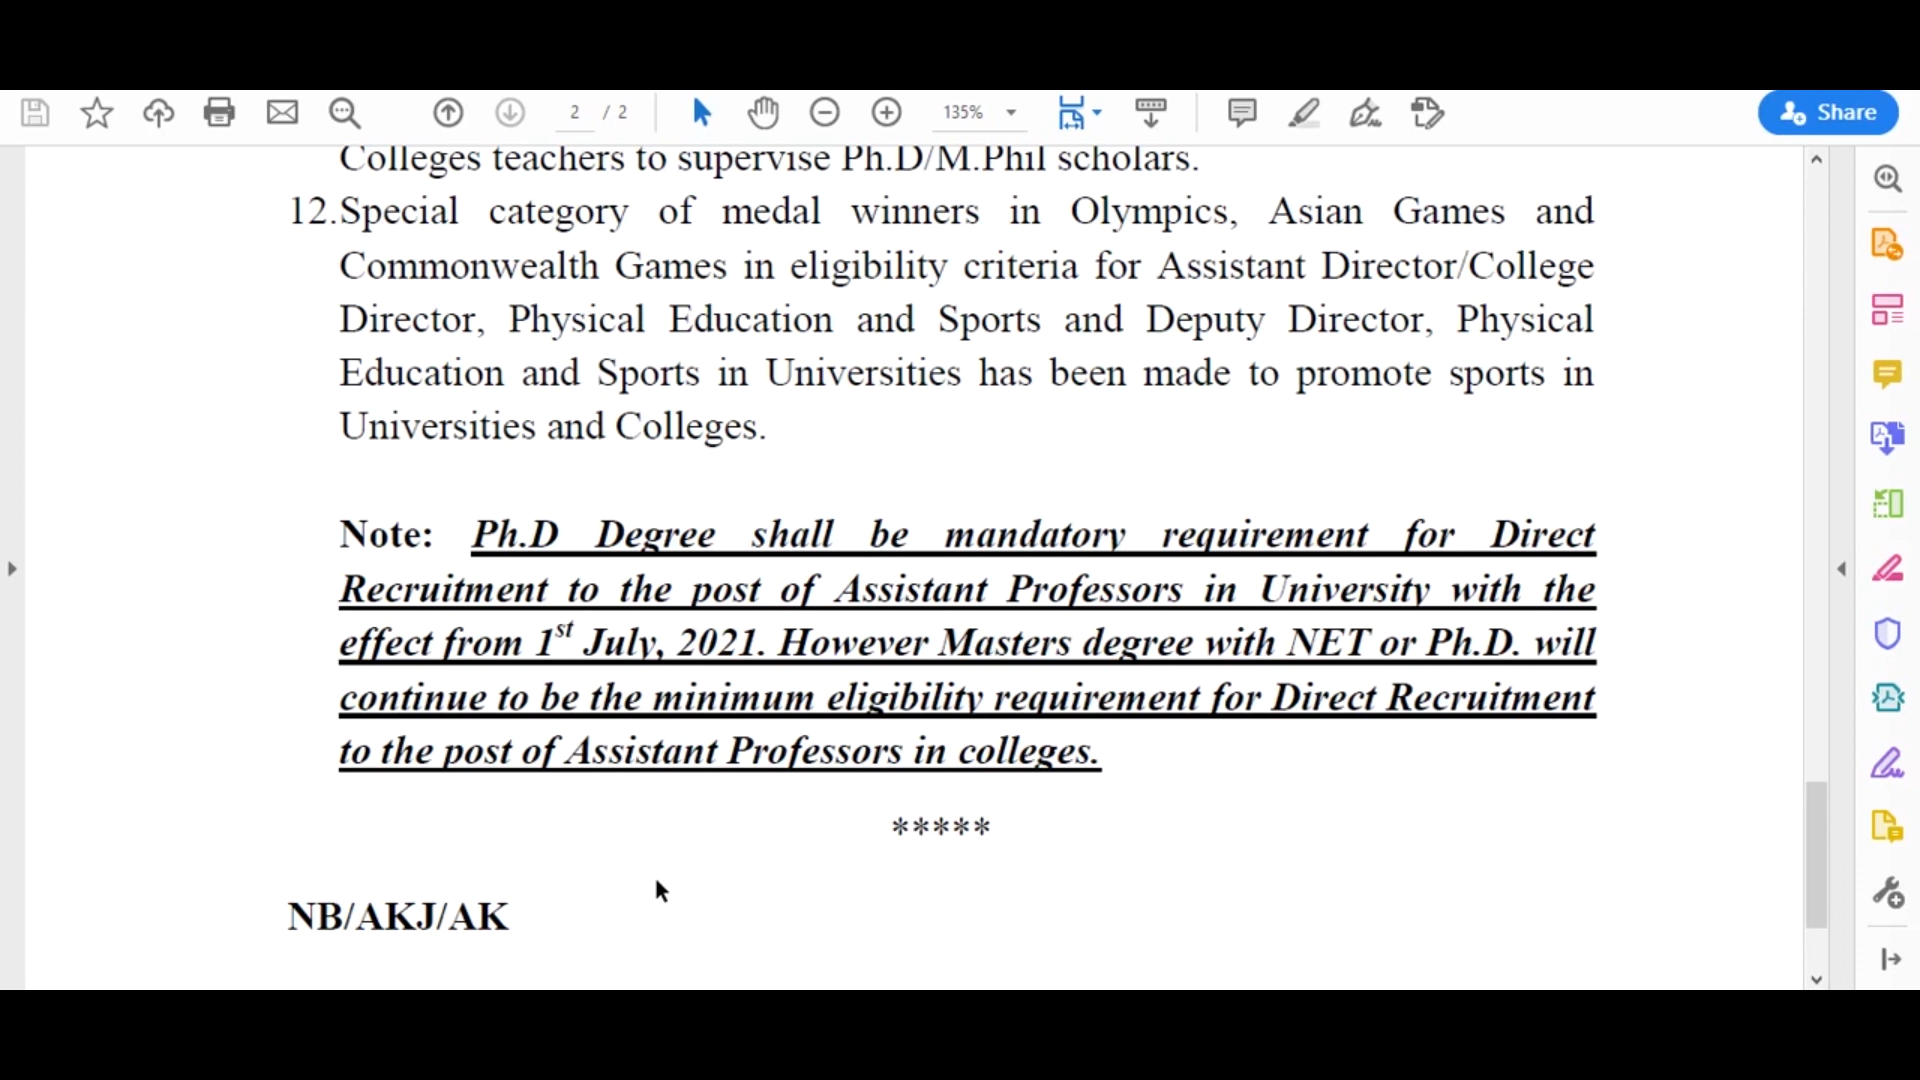 2 / 2
135%
Share
Colleges teachers to supervise Ph.D/M.Phil scholars.
12.Special category of medal winners in Olympics, Asian Games and
Commonwealth Games in eligibility criteria for Assistant Director/College
Director, Physical Education and Sports and Deputy Director, Physical
Education and Sports in Universities has been made to promote sports in
Universities and Colleges.
Note: Ph.D Degree shall be mandatory requirement for Direct
Recruitment to the post of Assistant Professors in University with the
effect from 1st July, 2021. However Masters degree with NET or Ph.D. will
continue to be the minimum eligibility requirement for Direct Recruitment
to the post of Assistant Professors in colleges.
*****
NB/AKJ/AK